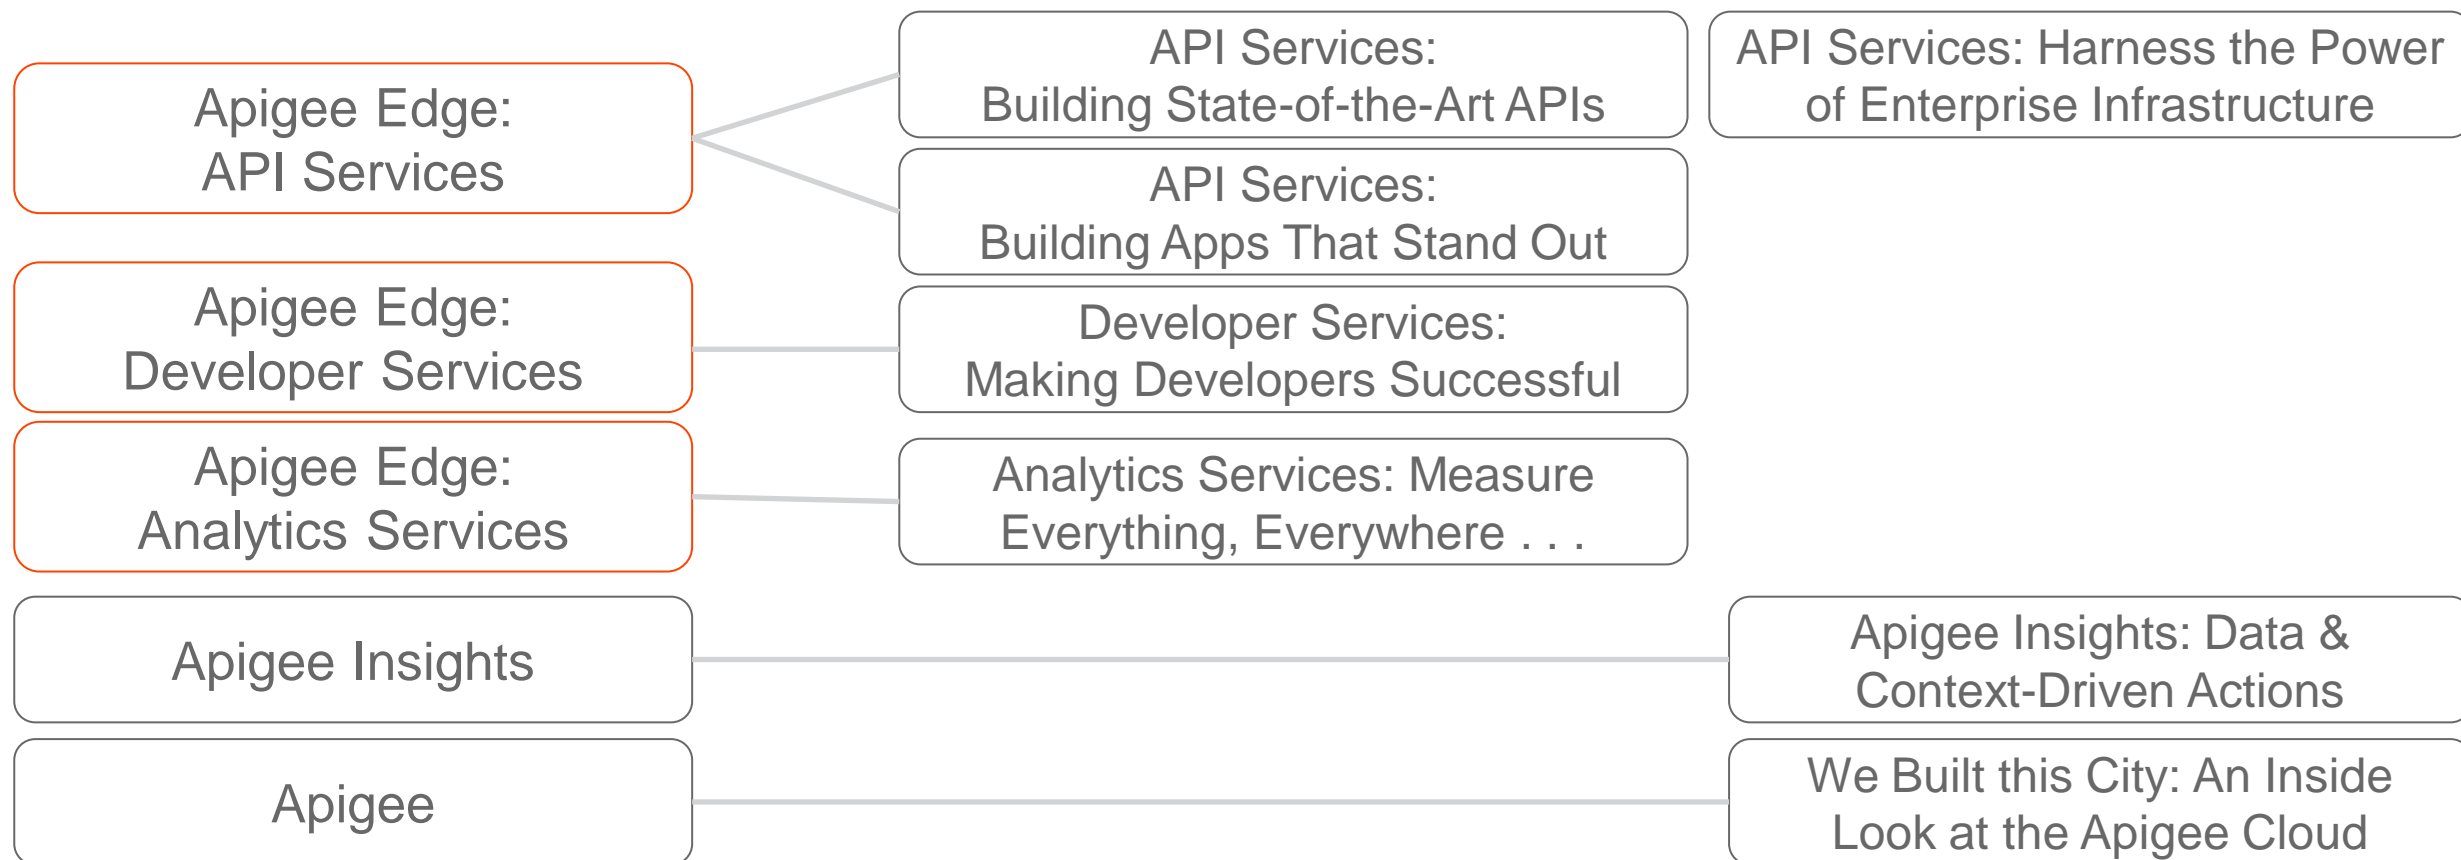 Apigee Edge:
API Services
API Services:
Building State-of-the-Art APIs
API Services: Harness the Power
of Enterprise Infrastructure
API Services:
Building Apps That Stand Out
Apigee Edge:
Developer Services
Developer Services:
Making Developers Successful
Apigee Edge:
Analytics Services
Analytics Services: Measure
Everything, Everywhere . . .
Apigee Insights
Apigee Insights: Data &
Context-Driven Actions
Apigee
We Built this City: An Inside
Look at the Apigee Cloud